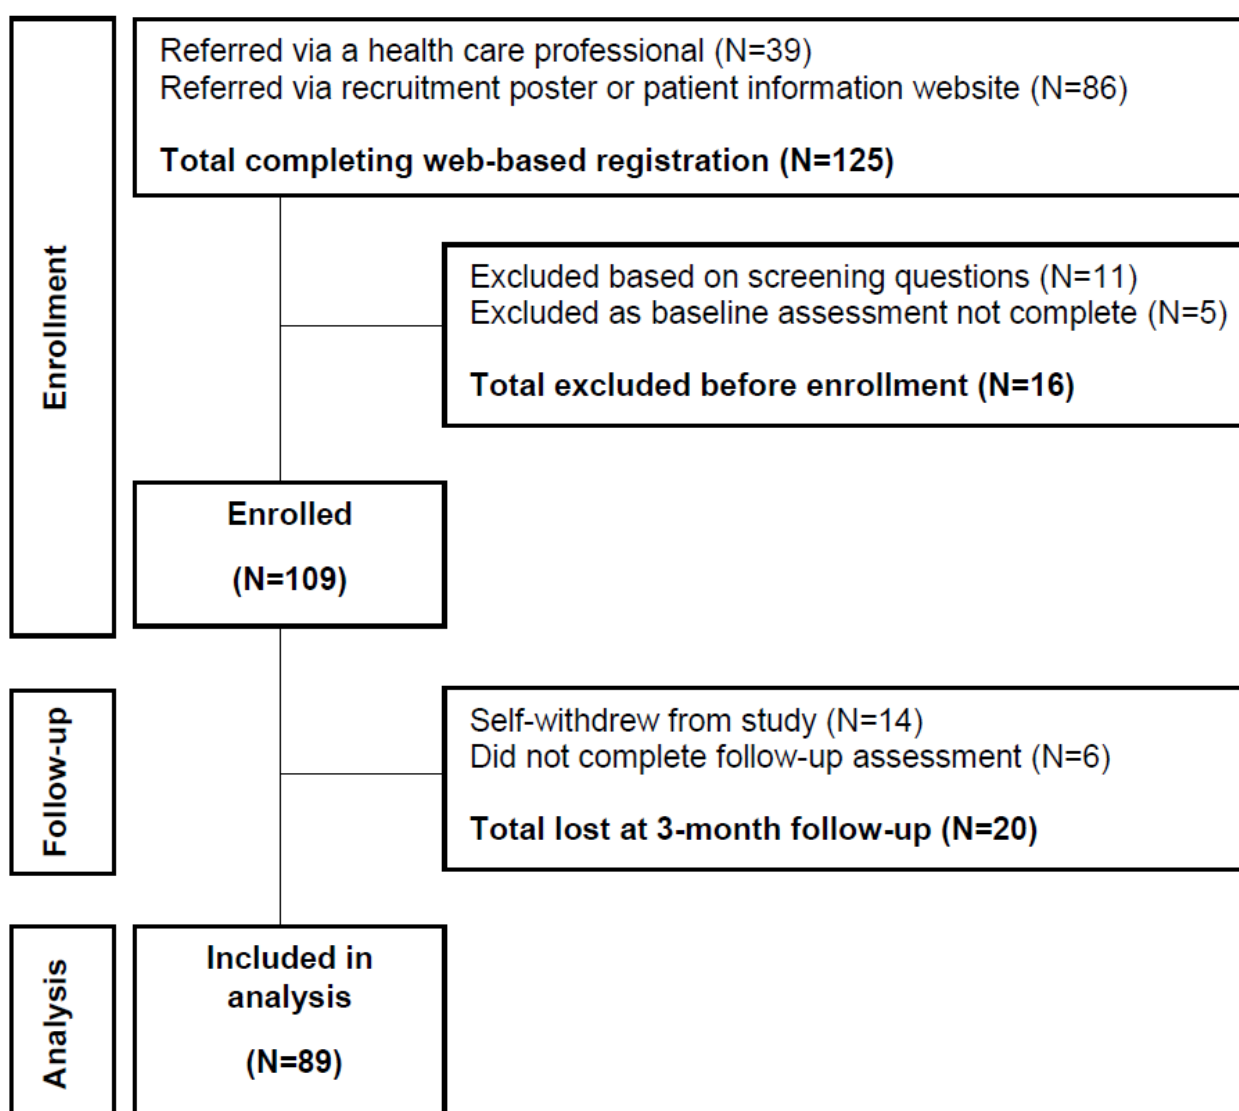 Enrollment
Referred via a health care professional (N=39)
Referred via recruitment poster or patient information website (N=86)
Total completing web-based registration (N=125)
Excluded based on screening questions (N=11)
Excluded as baseline assessment not complete (N=5)
Total excluded before enrollment (N=16)
Enrolled
(N=109)
Follow-up
Self-withdrew from study (N=14)
Did not complete follow-up assessment (N=6)
Total lost at 3-month follow-up (N=20)
Analysis
Included in
analysis
(N=89)